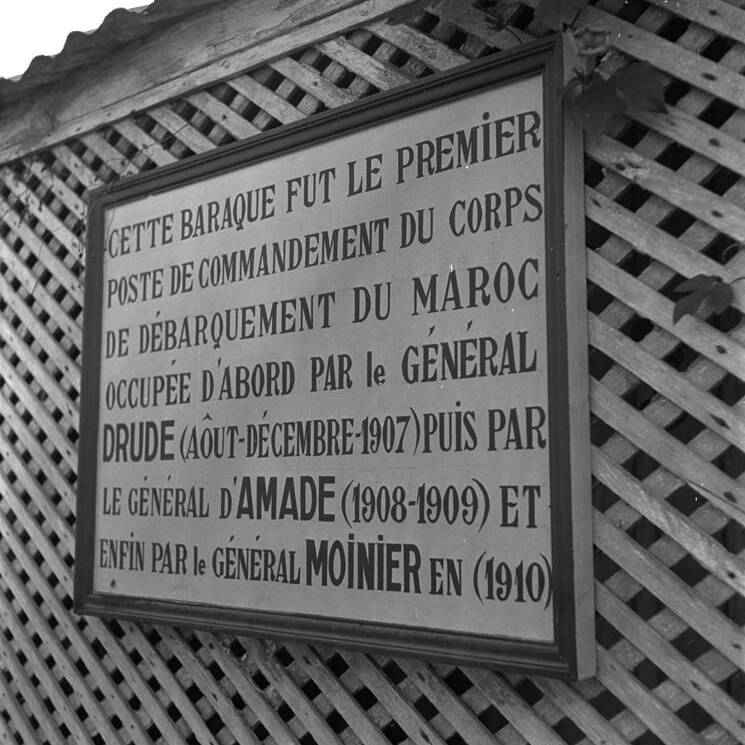 CETTE BARAQUE FUT LE PREMIER
POSTE DE COMMANDEMENT DU CORPS
DE DÉBARQUEMENT DU MAROC
OCCUPÉE D'ABORD PAR le GÉNÉRAL
DRUDE (AÔUT-DÉCEMBRE-1907) PUIS PAR
LE GÉNÉRAL D'AMADE (1908-1909) ET
ENFIN PAR le GÉNÉRAL MOINIER EN (1910)